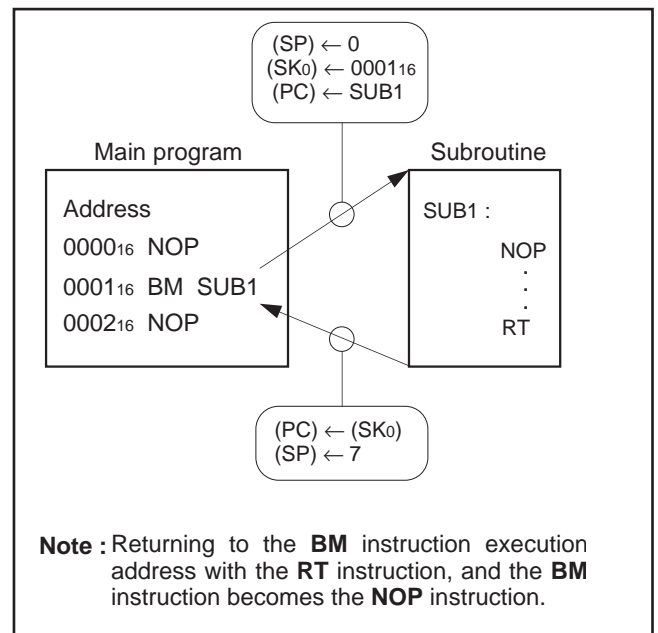 (SP) ← 0
(SK0) ← 000116
(PC) ← SUB1
Main program
Subroutine
Address
000016 NOP
000116 BM SUB1
000216 NOP
SUB1 :
NOP
.
.
.
RT
(PC) ← (SK0)
(SP) ← 7
Note : Returning to the BM instruction execution
address with the RT instruction, and the BM
instruction becomes the NOP instruction.